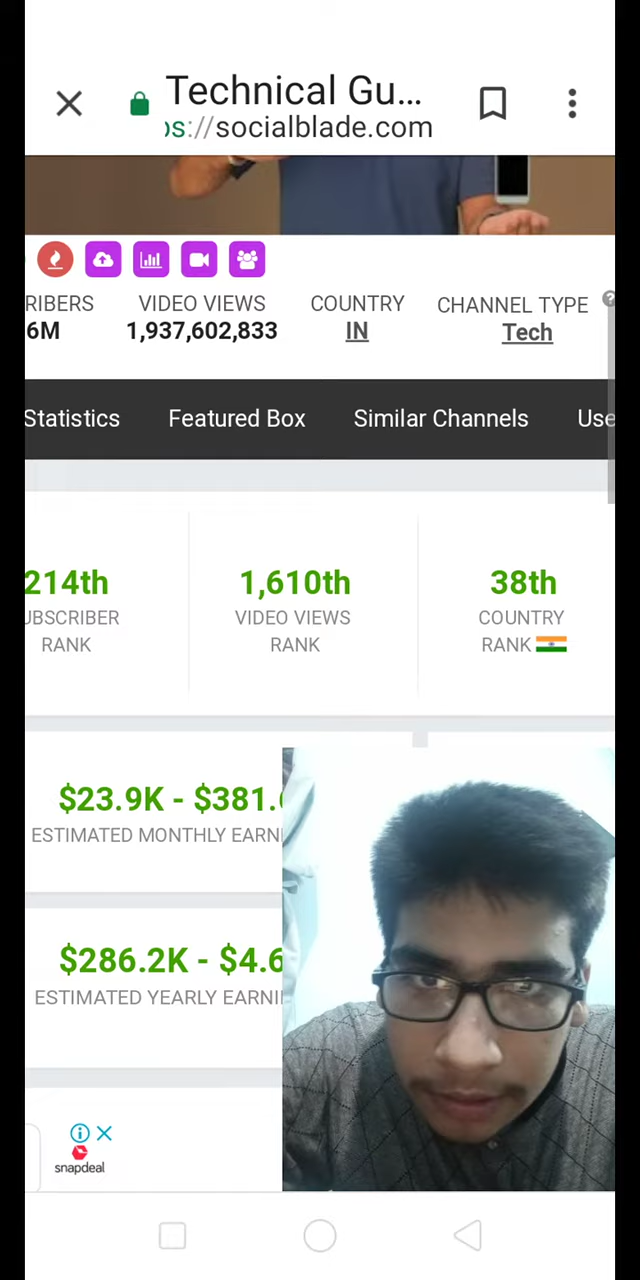 Technical Gu...
ps://socialblade.com
RIBERS
VIDEO VIEWS
COUNTRY
CHANNEL TYPE
6M
1,937,602,833
IN
Tech
Statistics
Featured Box
Similar Channels
Use
214th
1,610th
38th
UBSCRIBER
RANK
VIDEO VIEWS
RANK
COUNTRY
RANK
$23.9K - $381.
ESTIMATED MONTHLY EARN
$286.2K - $4.6
ESTIMATED YEARLY EARNI
snapdeal